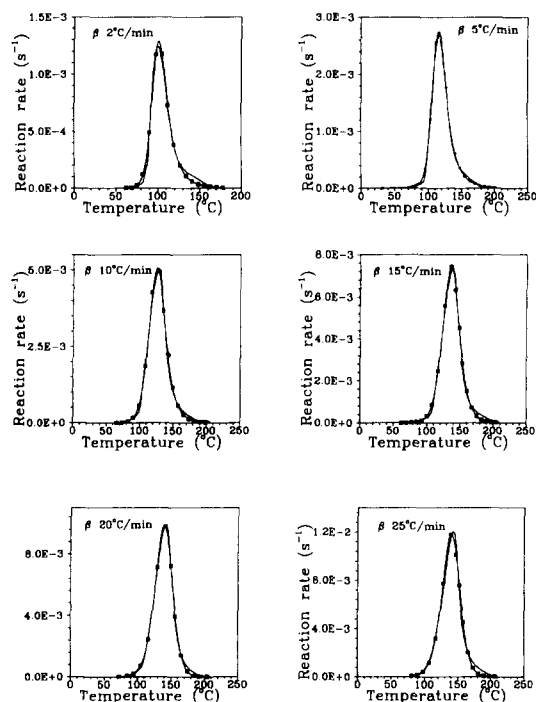 β 2°C/min
Reaction rate (s⁻¹)
1.5E-3
1.0E-3
5.0E-4
0.0E+0
0 50 100 150 200
Temperature (°C)
β 5°C/min
Reaction rate (s⁻¹)
3.0E-3
2.0E-3
1.0E-3
0.0E+0
0 50 100 150 200 250
Temperature (°C)
β 10°C/min
Reaction rate (s⁻¹)
5.0E-3
2.5E-3
0.0E+0
0 50 100 150 200 250
Temperature (°C)
β 15°C/min
Reaction rate (s⁻¹)
8.0E-3
6.0E-3
4.0E-3
2.0E-3
0.0E+0
0 50 100 150 200 250
Temperature (°C)
β 20°C/min
Reaction rate (s⁻¹)
8.0E-3
4.0E-3
0.0E+0
0 50 100 150 200 250
Temperature (°C)
β 25°C/min
Reaction rate (s⁻¹)
1.2E-2
8.0E-3
4.0E-3
0.0E+0
0 50 100 150 200 250
Temperature (°C)